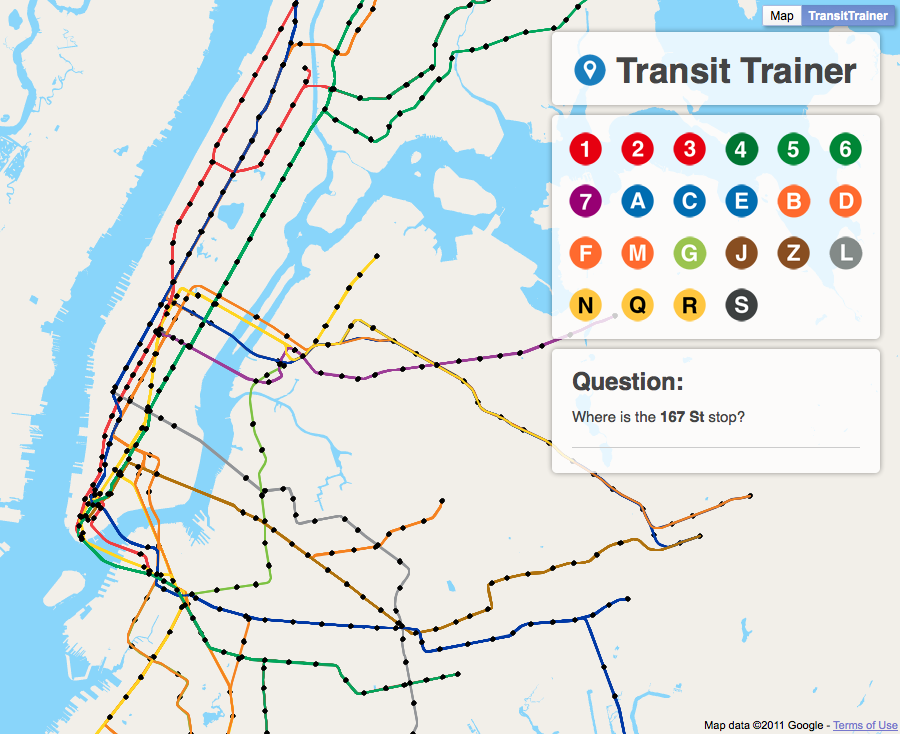 Map TransitTrainer
Transit Trainer
1 2 3 4 5 6
7 A C E B D
F M G J Z L
N Q R S
Question:
Where is the 167 St stop?
Map data ©2011 Google - Terms of Use